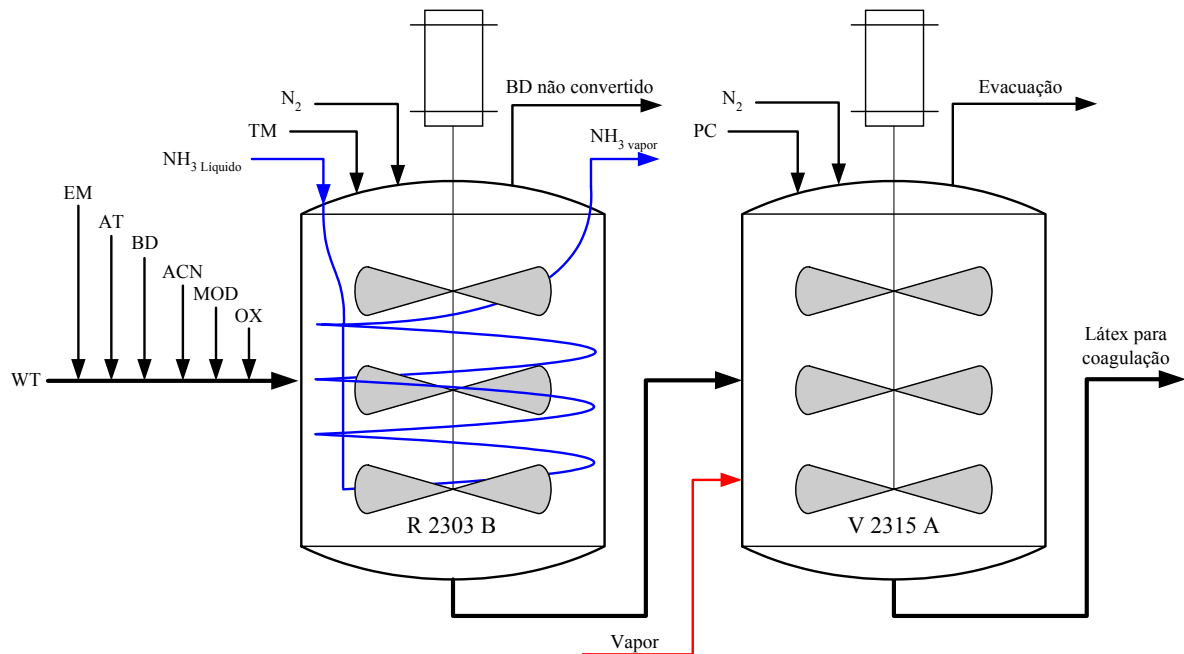 BD não convertido
Evacuação
N2
N2
TM
PC
NH3 Líquido
NH3 vapor
EM
AT
BD
ACN
MOD
OX
WT
Látex para
coagulação
R 2303 B
V 2315 A
Vapor